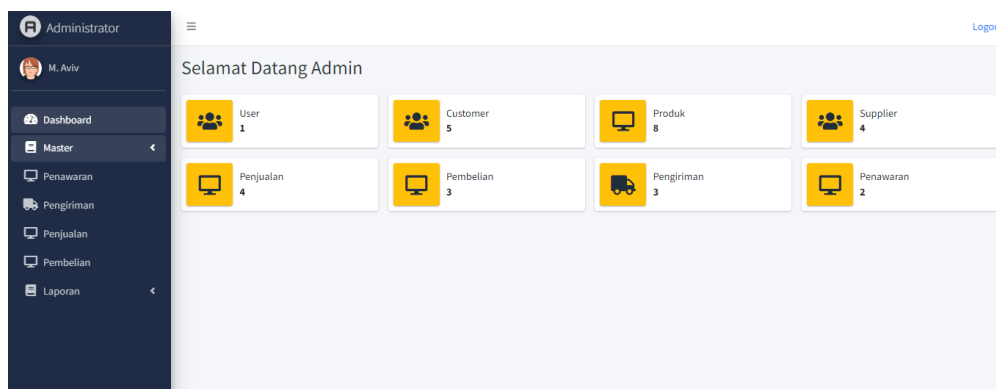 Administrator
Logou
M. Aviv
Selamat Datang Admin
Dashboard
Master
Penawaran
Pengiriman
Penjualan
Pembelian
Laporan
User
1
Customer
5
Produk
8
Supplier
4
Penjualan
4
Pembelian
3
Pengiriman
3
Penawaran
2